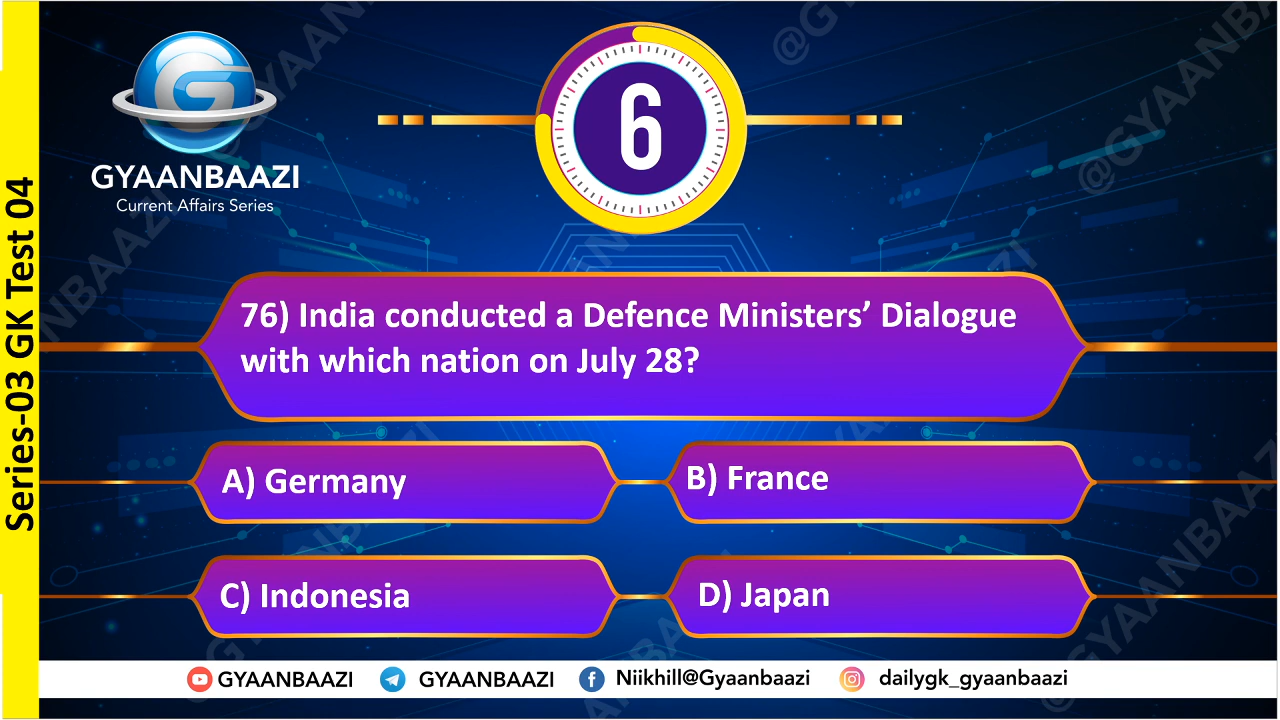 Series-03 GK Test 04
GYAANBAAZI
Current Affairs Series
6
76) India conducted a Defence Ministers’ Dialogue
with which nation on July 28?
A) Germany
B) France
C) Indonesia
D) Japan
GYAANBAAZI
GYAANBAAZI
Niikhill@Gyaanbaazi
dailygk_gyaanbaazi
@GYAANBAAZI